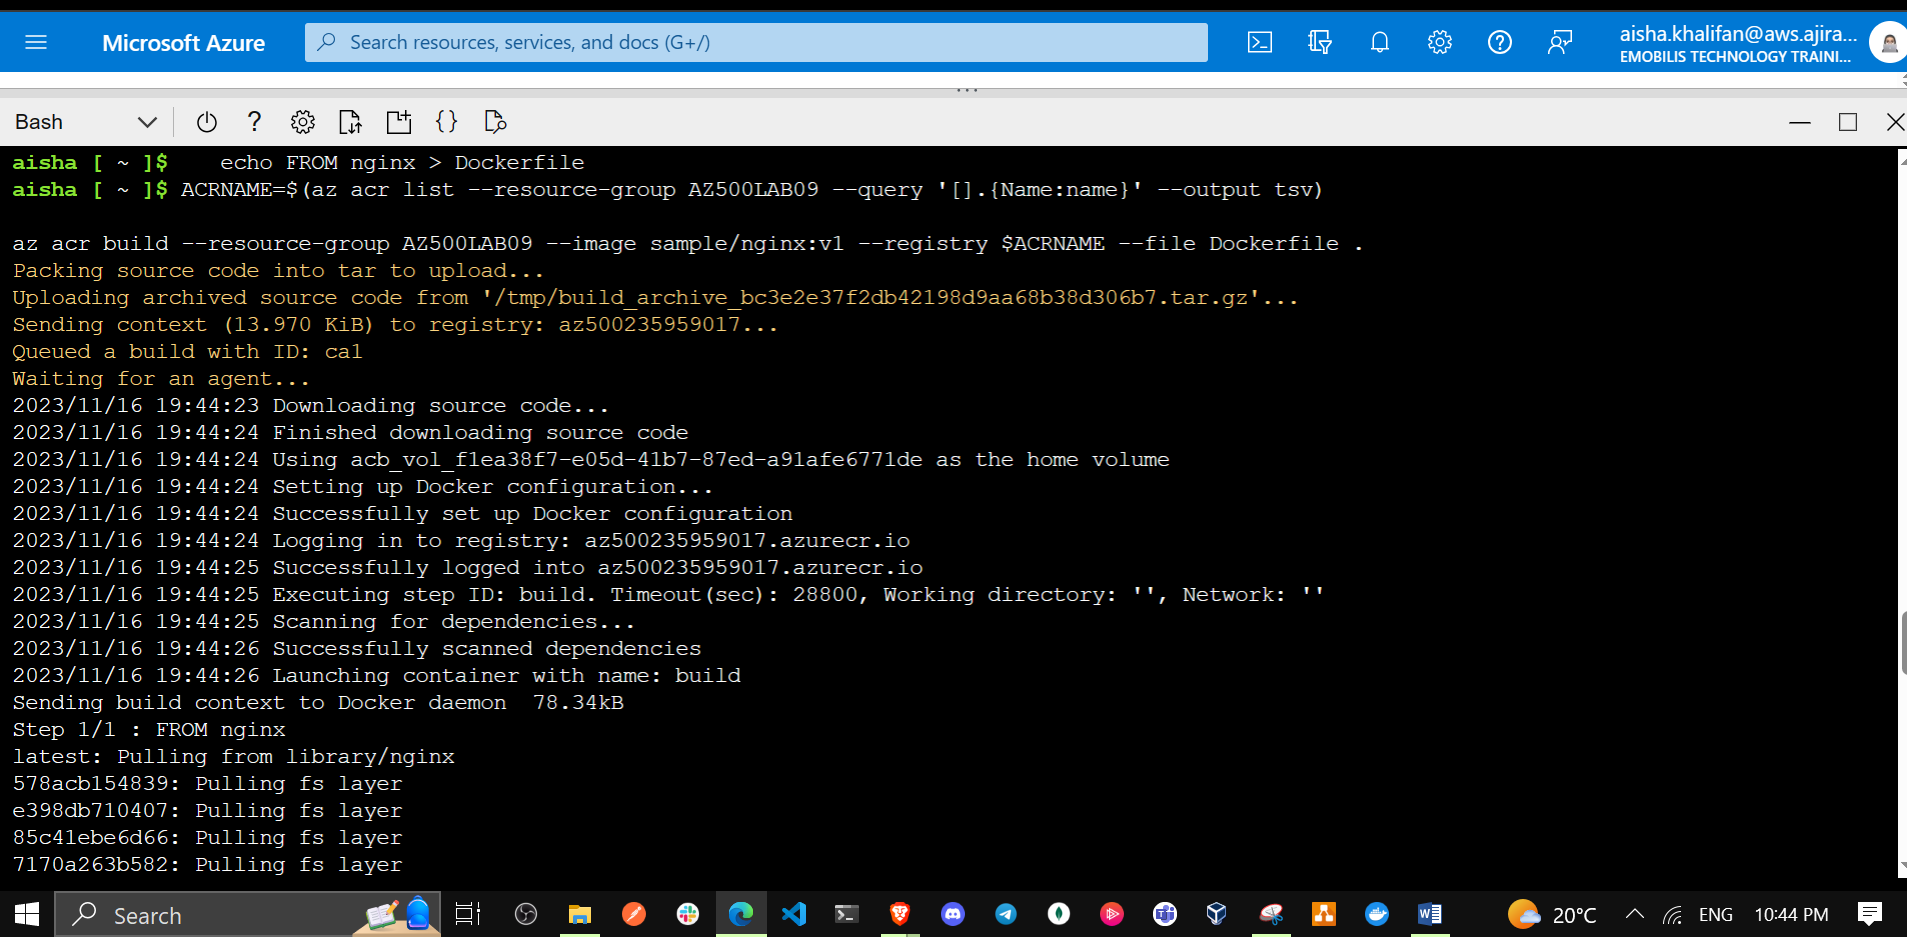 Microsoft Azure
Search resources, services, and docs (G+/)
aisha.khalifan@aws.ajira...
EMOBILIS TECHNOLOGY TRAINI...
Bash
aisha [ ~ ]$    echo FROM nginx > Dockerfile
aisha [ ~ ]$ ACRNAME=$(az acr list --resource-group AZ500LAB09 --query '[].{Name:name}' --output tsv)
az acr build --resource-group AZ500LAB09 --image sample/nginx:v1 --registry $ACRNAME --file Dockerfile .
Packing source code into tar to upload...
Uploading archived source code from '/tmp/build_archive_bc3e2e37f2db42198d9aa68b38d306b7.tar.gz'...
Sending context (13.970 KiB) to registry: az500235959017...
Queued a build with ID: ca1
Waiting for an agent...
2023/11/16 19:44:23 Downloading source code...
2023/11/16 19:44:24 Finished downloading source code
2023/11/16 19:44:24 Using acb_vol_f1ea38f7-e05d-41b7-87ed-a91afe6771de as the home volume
2023/11/16 19:44:24 Setting up Docker configuration...
2023/11/16 19:44:24 Successfully set up Docker configuration
2023/11/16 19:44:24 Logging in to registry: az500235959017.azurecr.io
2023/11/16 19:44:25 Successfully logged into az500235959017.azurecr.io
2023/11/16 19:44:25 Executing step ID: build. Timeout(sec): 28800, Working directory: '', Network: ''
2023/11/16 19:44:25 Scanning for dependencies...
2023/11/16 19:44:26 Successfully scanned dependencies
2023/11/16 19:44:26 Launching container with name: build
Sending build context to Docker daemon  78.34kB
Step 1/1 : FROM nginx
latest: Pulling from library/nginx
578acb154839: Pulling fs layer
e398db710407: Pulling fs layer
85c41ebe6d66: Pulling fs layer
7170a263b582: Pulling fs layer
Search
20°C
ENG
10:44 PM